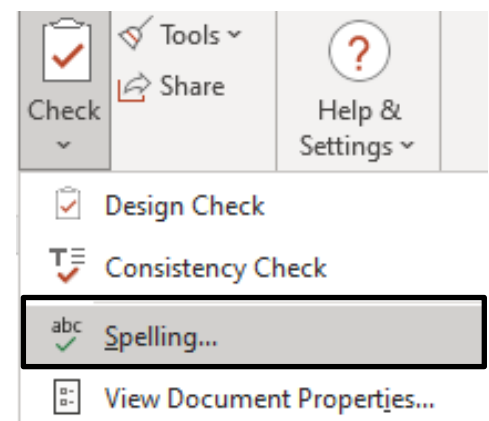 Tools
Share
Check
Help &
Settings
Design Check
Consistency Check
abc
Spelling...
View Document Properties...